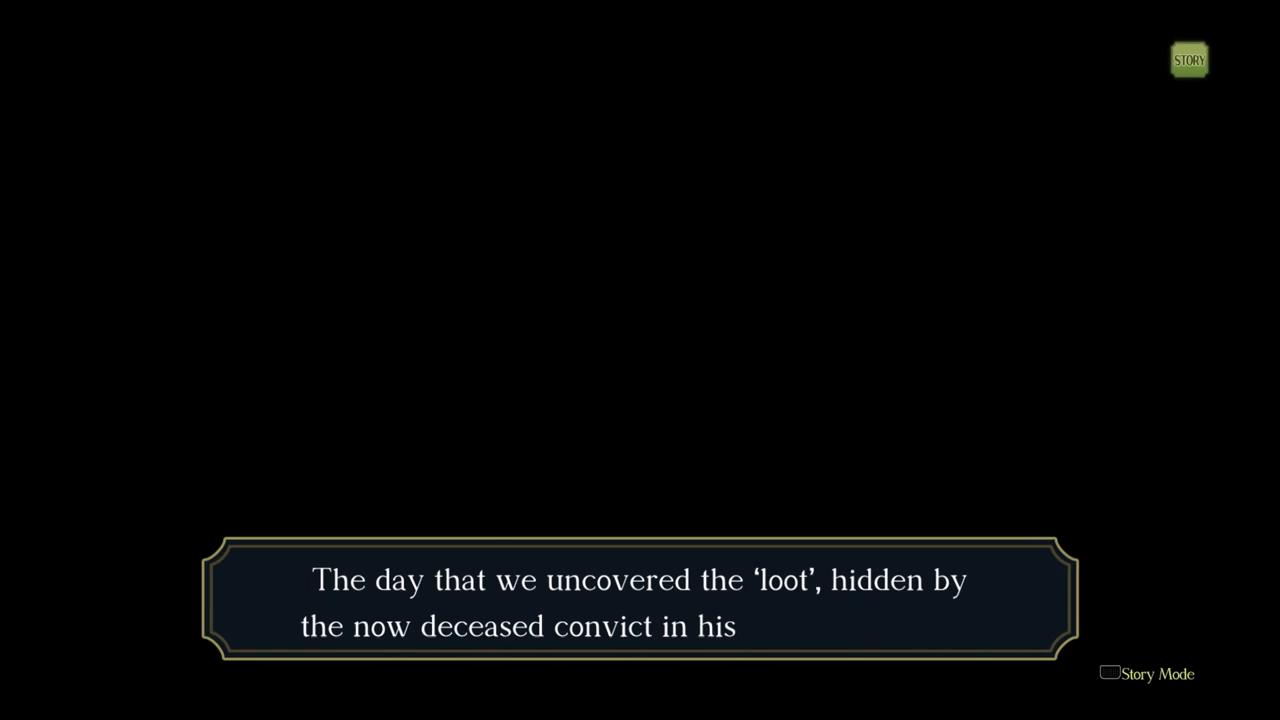 STORY
The day that we uncovered the ‘loot’, hidden by
the now deceased convict in his
Story Mode